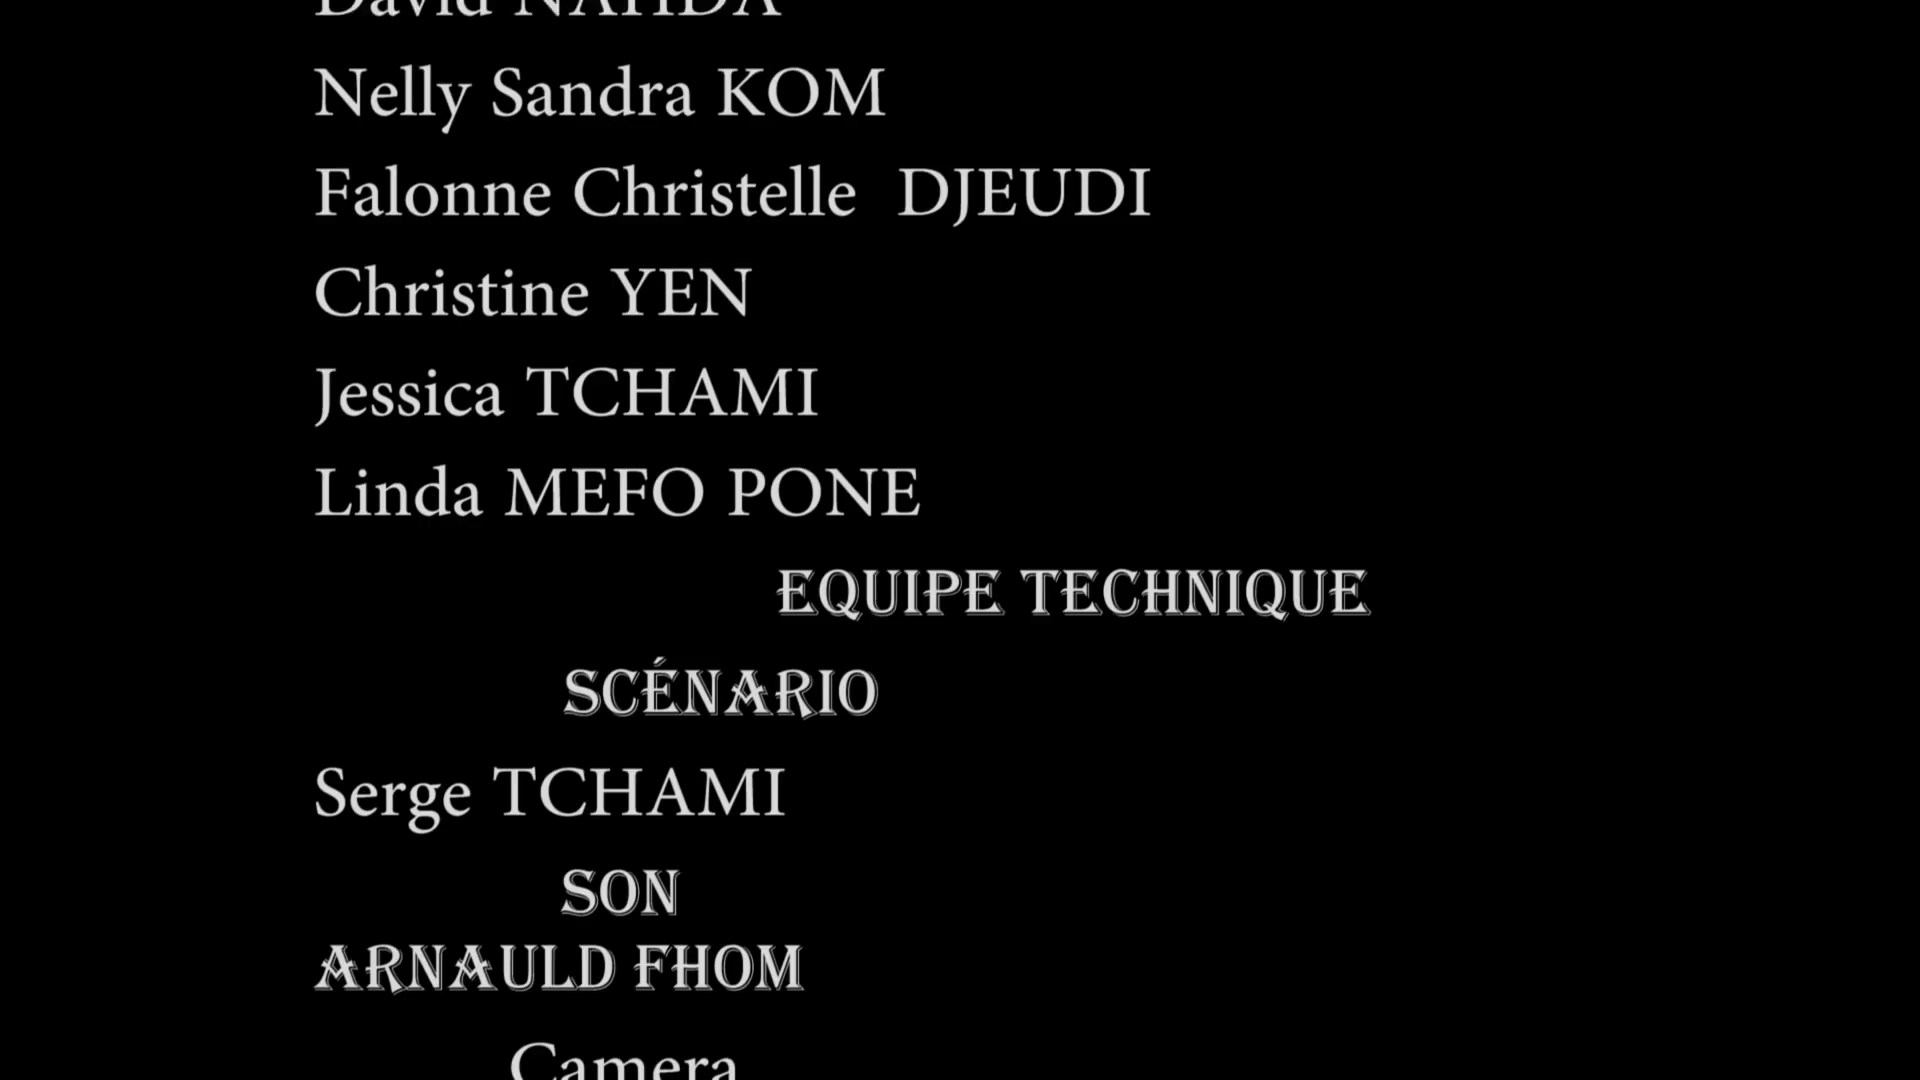 David
Nelly Sandra KOM
Falonne Christelle  DJEUDI
Christine YEN
Jessica TCHAMI
Linda MEFO PONE
EQUIPE TECHNIQUE
SCÉNARIO
Serge TCHAMI
SON
ARNAULD FHOM
Camera